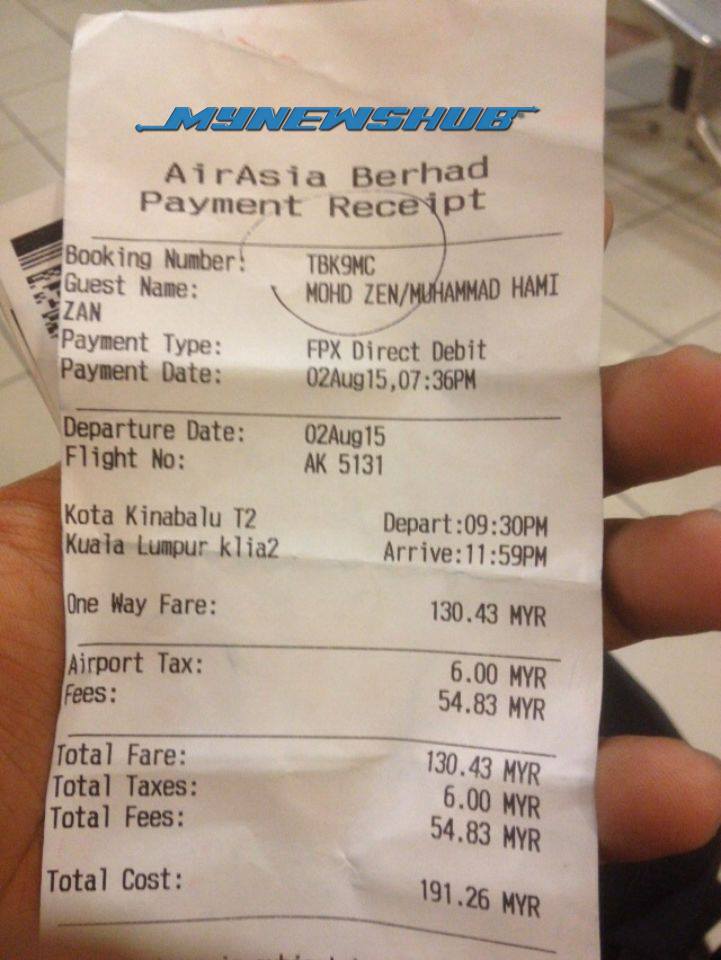 MYNEWSHUB
AirAsia Berhad
Payment Receipt
Booking Number: TBK9MC
Guest Name: MOHD ZEN/MUHAMMAD HAMI
ZAN
Payment Type: FPX Direct Debit
Payment Date: 02Aug15,07:36PM
Departure Date: 02Aug15
Flight No: AK 5131
Kota Kinabalu T2 Depart:09:30PM
Kuala Lumpur klia2 Arrive:11:59PM
One Way Fare: 130.43 MYR
Airport Tax: 6.00 MYR
Fees: 54.83 MYR
Total Fare: 130.43 MYR
Total Taxes: 6.00 MYR
Total Fees: 54.83 MYR
Total Cost: 191.26 MYR